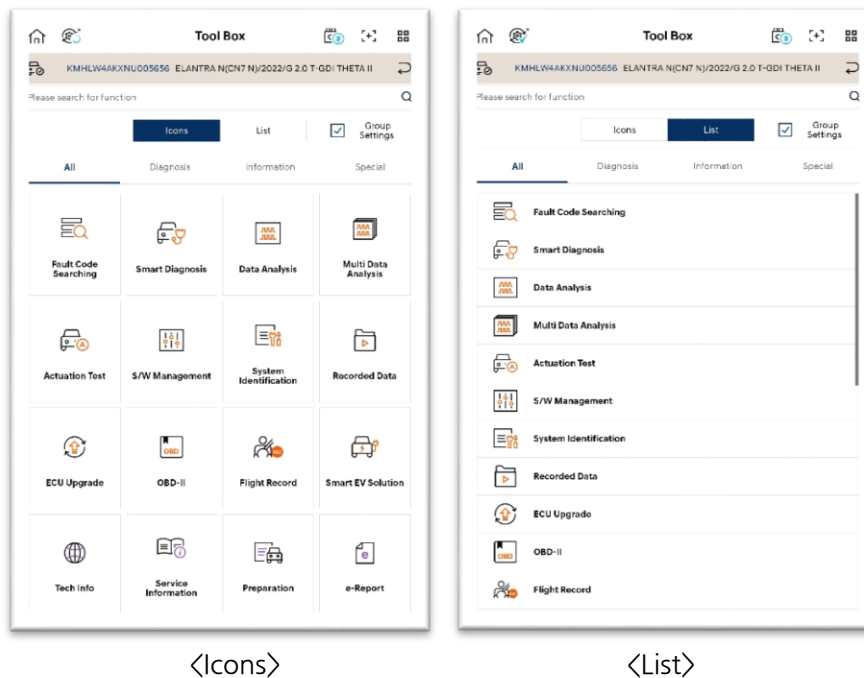 Tool Box
KMHLW4AKXNU005656 ELANTRA N(CN7 N)/2022/G 2.0 T-GDI THETA II
Please search for function
Icons
List
Group
Settings
All
Diagnosis
Information
Special
Fault Code
Searching
Smart Diagnosis
Data Analysis
Multi Data
Analysis
Actuation Test
S/W Management
System
Identification
Recorded Data
ECU Upgrade
OBD
OBD-II
Flight Record
Smart EV Solution
Tech Info
Service
Information
Preparation
e
e-Report
<Icons>
Tool Box
KMHLW4AKXNU005656 ELANTRA N(CN7 N)/2022/G 2.0 T-GDI THETA II
Please search for function
Icons
List
Group
Settings
All
Diagnosis
Information
Special
Fault Code Searching
Smart Diagnosis
Data Analysis
Multi Data Analysis
Actuation Test
S/W Management
System Identification
Recorded Data
ECU Upgrade
OBD
OBD-II
Flight Record
<List>